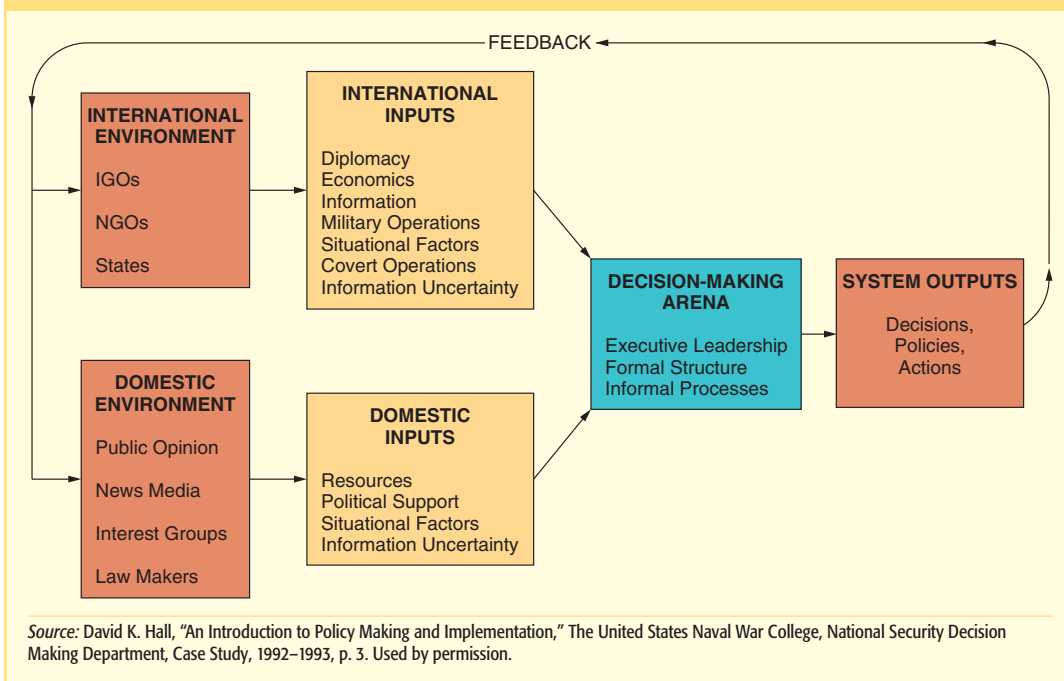 FEEDBACK
INTERNATIONAL
ENVIRONMENT
IGOs
NGOs
States
INTERNATIONAL
INPUTS
Diplomacy
Economics
Information
Military Operations
Situational Factors
Covert Operations
Information Uncertainty
DOMESTIC
ENVIRONMENT
Public Opinion
News Media
Interest Groups
Law Makers
DOMESTIC
INPUTS
Resources
Political Support
Situational Factors
Information Uncertainty
DECISION-MAKING
ARENA
Executive Leadership
Formal Structure
Informal Processes
SYSTEM OUTPUTS
Decisions,
Policies,
Actions
Source: David K. Hall, “An Introduction to Policy Making and Implementation,” The United States Naval War College, National Security Decision
Making Department, Case Study, 1992–1993, p. 3. Used by permission.